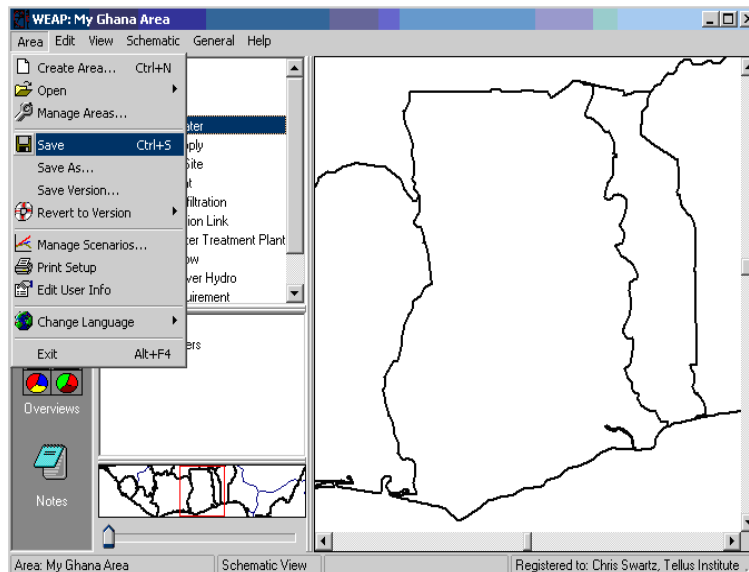 WEAP: My Ghana Area
Area Edit View Schematic General Help
Create Area... Ctrl+N
Open
Manage Areas...
Save Ctrl+S
Save As...
Save Version...
Revert to Version
Manage Scenarios...
Print Setup
Edit User Info
Change Language
Exit Alt+F4
ater
ply
Site
t
filtration
ion Link
ter Treatment Plant
ow
ver Hydro
uirement
ers
Overviews
Notes
Area: My Ghana Area Schematic View Registered to: Chris Swartz, Tellus Institute